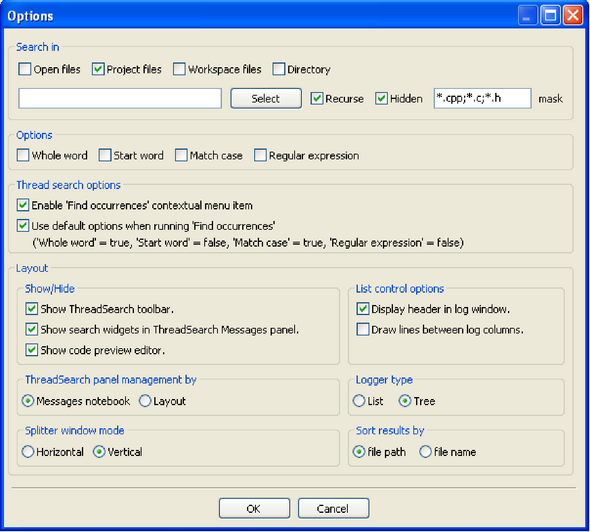 Options
Search in
Open files Project files Workspace files Directory
Select Recurse Hidden *.cpp;*.c;*.h mask
Options
Whole word Start word Match case Regular expression
Thread search options
Enable 'Find occurrences' contextual menu item
Use default options when running 'Find occurrences'
('Whole word' = true, 'Start word' = false, 'Match case' = true, 'Regular expression' = false)
Layout
Show/Hide
Show ThreadSearch toolbar.
Show search widgets in ThreadSearch Messages panel.
Show code preview editor.
List control options
Display header in log window.
Draw lines between log columns.
ThreadSearch panel management by
Messages notebook Layout
Logger type
List Tree
Splitter window mode
Horizontal Vertical
Sort results by
file path file name
OK Cancel